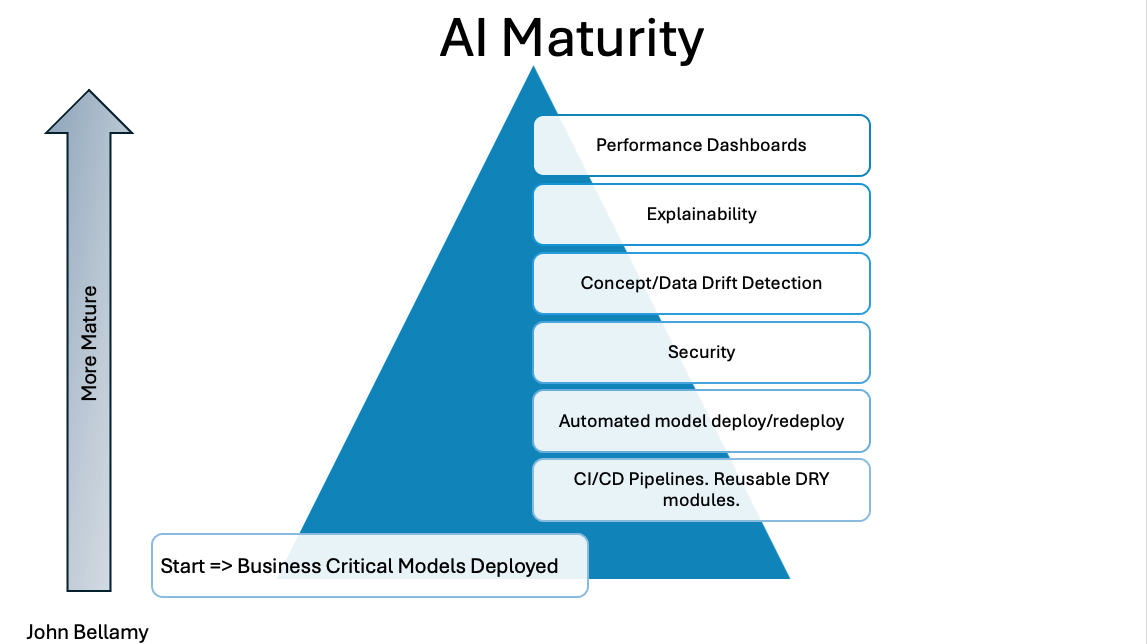 AI Maturity
Performance Dashboards
Explainability
Concept/Data Drift Detection
Security
Automated model deploy/redeploy
CI/CD Pipelines. Reusable DRY
modules.
Start => Business Critical Models Deployed
More Mature
John Bellamy